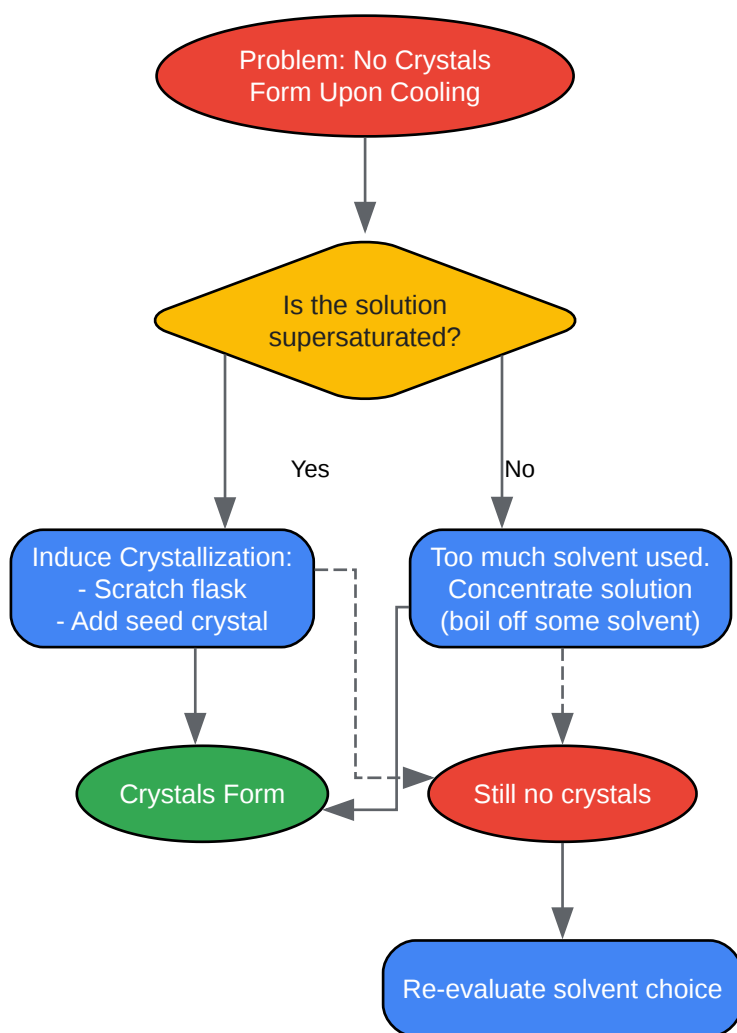 Problem: No Crystals
Form Upon Cooling
Is the solution
supersaturated?
Yes
No
Induce Crystallization:
- Scratch flask
- Add seed crystal
Too much solvent used.
Concentrate solution
(boil off some solvent)
Crystals Form
Still no crystals
Re-evaluate solvent choice